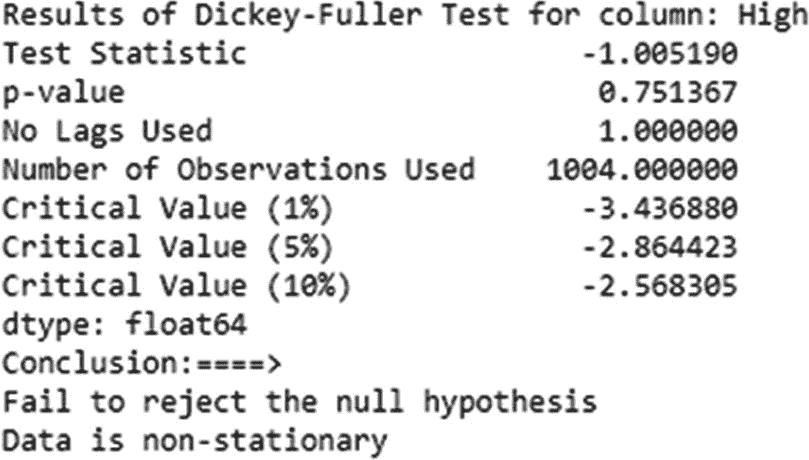 Results of Dickey-Fuller Test for column: High
Test Statistic -1.005190
p-value 0.751367
No Lags Used 1.000000
Number of Observations Used 1004.000000
Critical Value (1%) -3.436880
Critical Value (5%) -2.864423
Critical Value (10%) -2.568305
dtype: float64
Conclusion:====>
Fail to reject the null hypothesis
Data is non-stationary